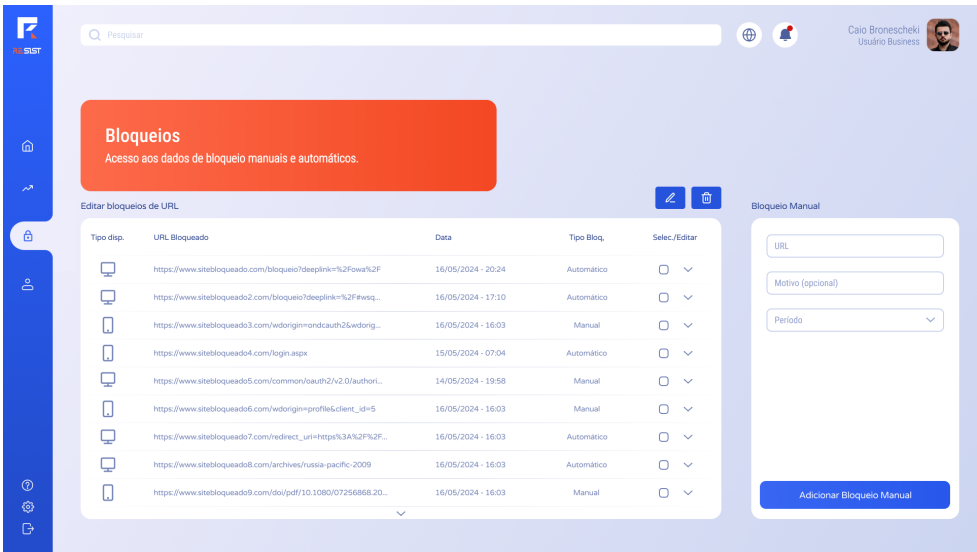 RESIST
Pesquisar
Caio Bronescheki
Usuário Business
Bloqueios
Acesso aos dados de bloqueio manuais e automáticos.
Editar bloqueios de URL
Tipo disp. URL Bloqueado Data Tipo Bloq, Selec./Editar
https://www.sitebloqueado.com/bloqueio?deeplink=%2Fowa%2F 16/05/2024 - 20:24 Automático
https://www.sitebloqueado2.com/bloqueio?deeplink=%2F#wsq... 16/05/2024 - 17:10 Automático
https://www.sitebloqueado3.com/wdorigin=ondcauth2&wdorig... 16/05/2024 - 16:03 Manual
https://www.sitebloqueado4.com/login.aspx 15/05/2024 - 07:04 Automático
https://www.sitebloqueado5.com/common/oauth2/v2.0/authori... 14/05/2024 - 19:58 Manual
https://www.sitebloqueado6.com/wdorigin=profile&client_id=5 16/05/2024 - 16:03 Manual
https://www.sitebloqueado7.com/redirect_uri=https%3A%2F%2F... 16/05/2024 - 16:03 Automático
https://www.sitebloqueado8.com/archives/russia-pacific-2009 16/05/2024 - 16:03 Automático
https://www.sitebloqueado9.com/doi/pdf/10.1080/07256868.20... 16/05/2024 - 16:03 Manual
Bloqueio Manual
URL
Motivo (opcional)
Período
Adicionar Bloqueio Manual